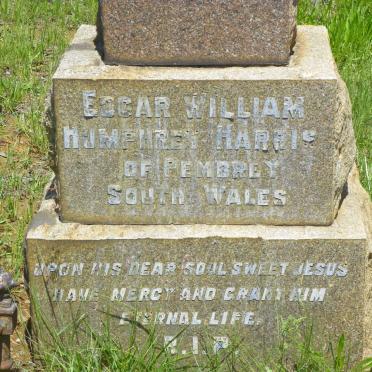 EDGAR WILLIAM
HUMPHREY HARRIS
OF PEMBREY
SOUTH WALES
UPON HIS DEAR SOUL SWEET JESUS
HAVE MERCY AND GRANT HIM
ETERNAL LIFE.
R.I.P